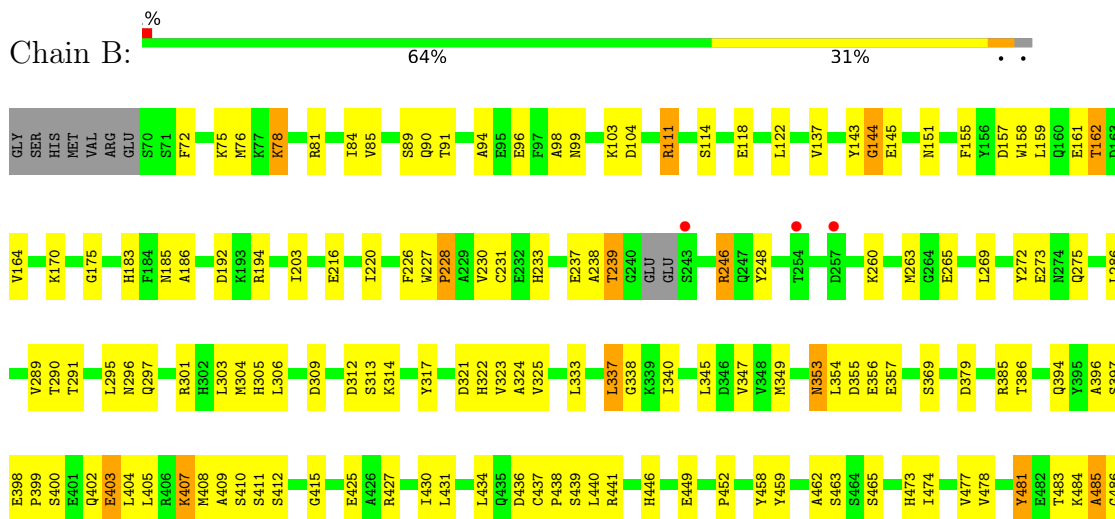 .%
Chain B:
64% 31% • •
GLY SER HIS MET VAL ARG GLU S70 S71 F72 K75 M76 K77 K78 R81 I84 V85 S89 Q90 T91 A94 E95 E96 F97 A98 N99 K103 D104 R111 S114 E118 L122 V137 Y143 G144 E145 N151 F155 Y156 D157 W158 L159 Q160 E161 T162 D163
V164 K170 G175 H183 F184 N185 A186 D192 K193 R194 I203 E216 I220 F226 W227 P228 A229 V230 C231 E232 H233 E237 A238 T239 G240 GLU GLU S243 R246 Q247 Y248 T254 D257 K260 M263 G264 E265 L269 Y272 E273 N274 Q275 L286
V289 T290 T291 L295 N296 Q297 R301 H302 L303 M304 H305 L306 D309 D312 S313 K314 Y317 D321 H322 V323 A324 V325 L333 L337 G338 K339 I340 L345 D346 V347 V348 M349 N353 L354 D355 E356 E357 S369 D379 R385 T386 Q394 Y395 A396 S397
E398 P399 S400 E401 Q402 E403 L404 L405 R406 K407 M408 A409 S410 S411 S412 G415 E425 A426 R427 I430 L431 L434 Q435 D436 C437 P438 S439 L440 R441 H446 E449 P452 Y458 Y459 A462 S463 S464 S465 H473 I474 V477 V478 Y481 E482 T483 K484 A485